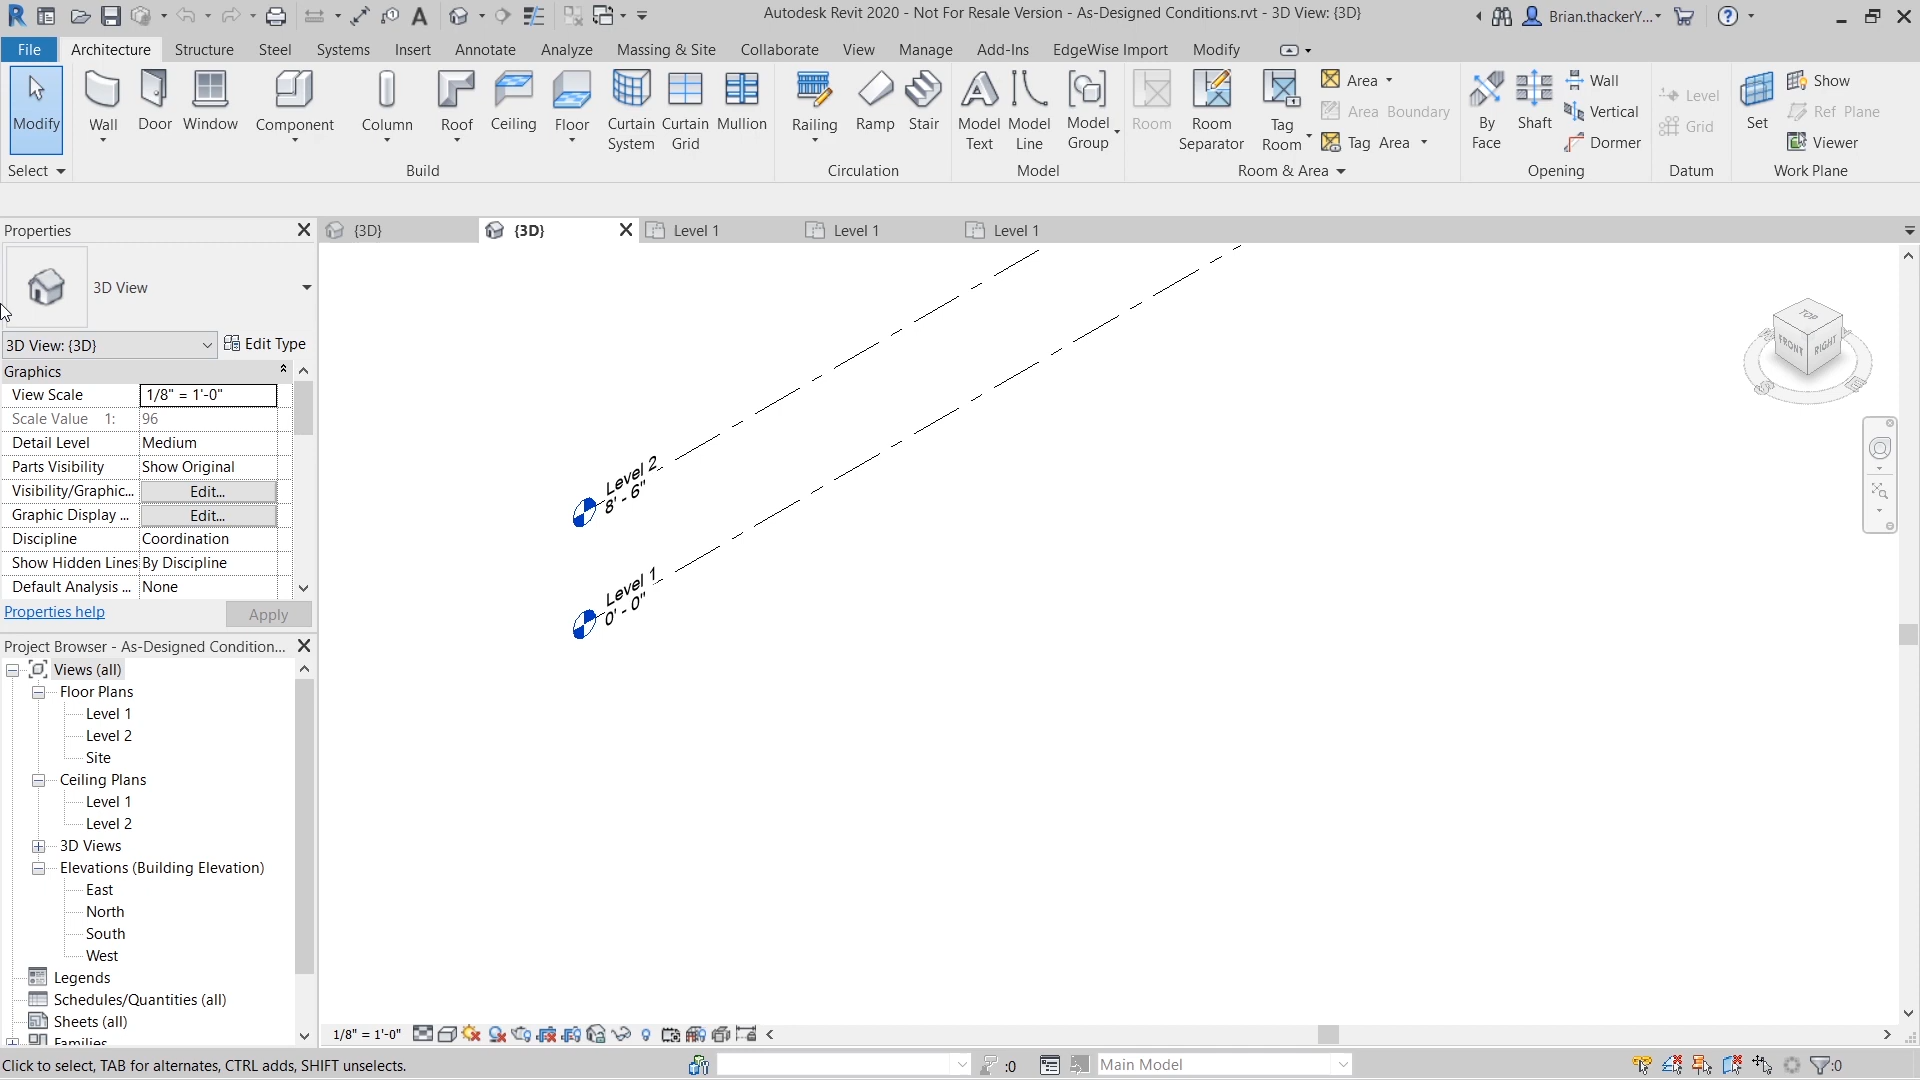 Autodesk Revit 2020 - Not For Resale Version - As-Designed Conditions.rvt - 3D View: {3D}
Brian.thackerY...
File Architecture Structure Steel Systems Insert Annotate Analyze Massing & Site Collaborate View Manage Add-Ins EdgeWise Import Modify
Modify
Wall Door Window Component Column Roof Ceiling Floor Curtain System Curtain Grid Mullion
Railing Ramp Stair
Model Text Model Line Model Group
Room Room Separator Tag Room
Area
Area Boundary
Tag Area
By Face Shaft
Wall
Vertical
Dormer
Level
Grid
Set
Show
Ref Plane
Viewer
Select Build Circulation Model Room & Area Opening Datum Work Plane
Properties
{3D} {3D} Level 1 Level 1 Level 1
3D View
3D View: {3D} Edit Type
Graphics
View Scale 1/8" = 1'-0"
Scale Value 1: 96
Detail Level Medium
Parts Visibility Show Original
Visibility/Graphic... Edit...
Graphic Display ... Edit...
Discipline Coordination
Show Hidden Lines By Discipline
Default Analysis ... None
Properties help Apply
Project Browser - As-Designed Condition...
Views (all)
Floor Plans
Level 1
Level 2
Site
Ceiling Plans
Level 1
Level 2
3D Views
Elevations (Building Elevation)
East
North
South
West
Legends
Schedules/Quantities (all)
Sheets (all)
Families
Level 2
8' - 6"
Level 1
0' - 0"
TOP
FRONT
RIGHT
1/8" = 1'-0"
Click to select, TAB for alternates, CTRL adds, SHIFT unselects.
:0
Main Model
:0